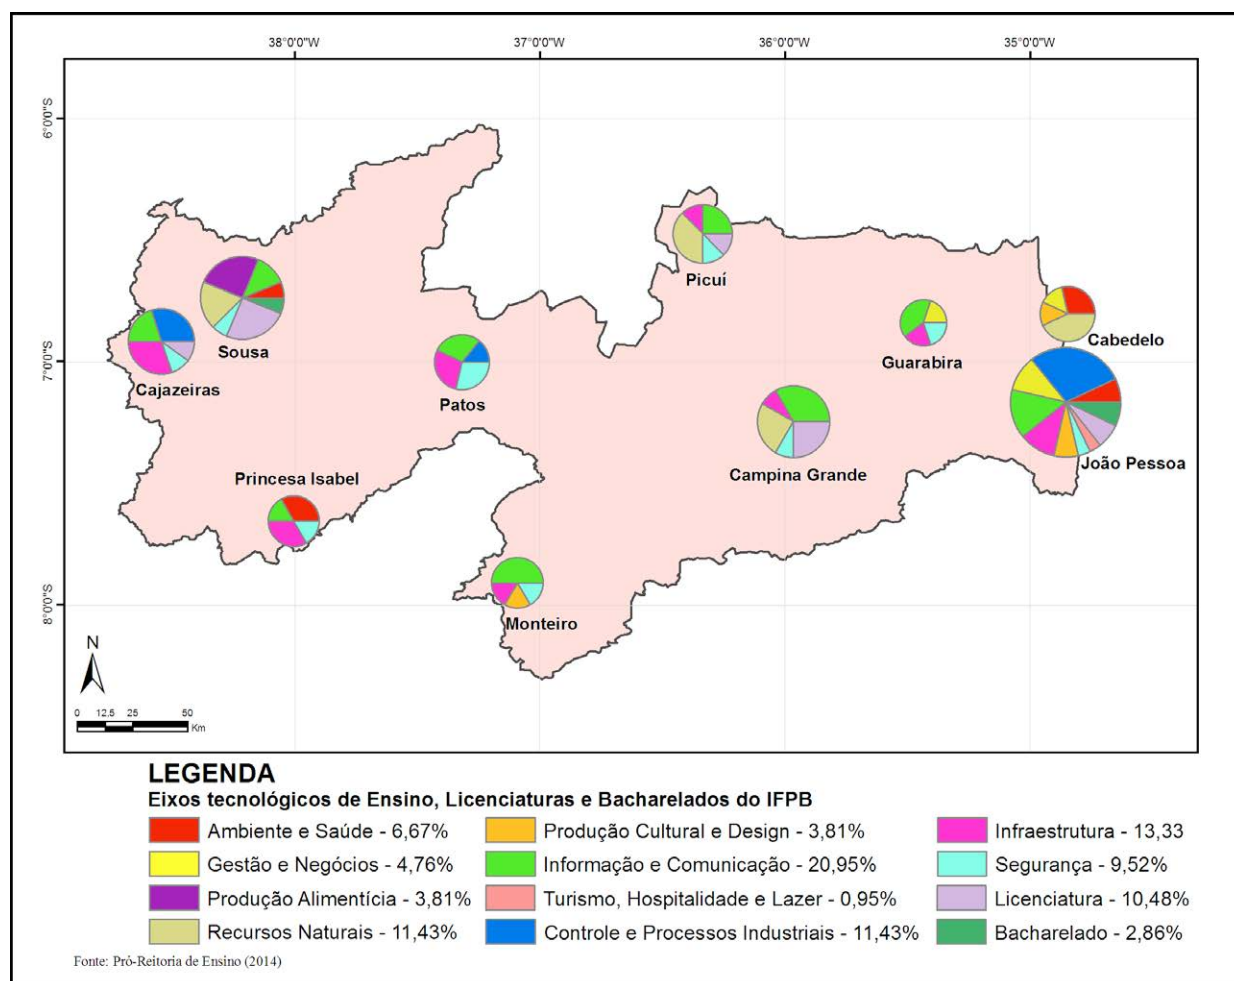 38°0'0"W 37°0'0"W 36°0'0"W 35°0'0"W
6°0'0"S
7°0'0"S
8°0'0"S
Picuí
Cabedelo
Sousa
Guarabira
Cajazeiras
Patos
João Pessoa
Campina Grande
Princesa Isabel
Monteiro
N
0 12,5 25 50
Km
LEGENDA
Eixos tecnológicos de Ensino, Licenciaturas e Bacharelados do IFPB
Ambiente e Saúde - 6,67% Produção Cultural e Design - 3,81% Infraestrutura - 13,33
Gestão e Negócios - 4,76% Informação e Comunicação - 20,95% Segurança - 9,52%
Produção Alimentícia - 3,81% Turismo, Hospitalidade e Lazer - 0,95% Licenciatura - 10,48%
Recursos Naturais - 11,43% Controle e Processos Industriais - 11,43% Bacharelado - 2,86%
Fonte: Pró-Reitoria de Ensino (2014)